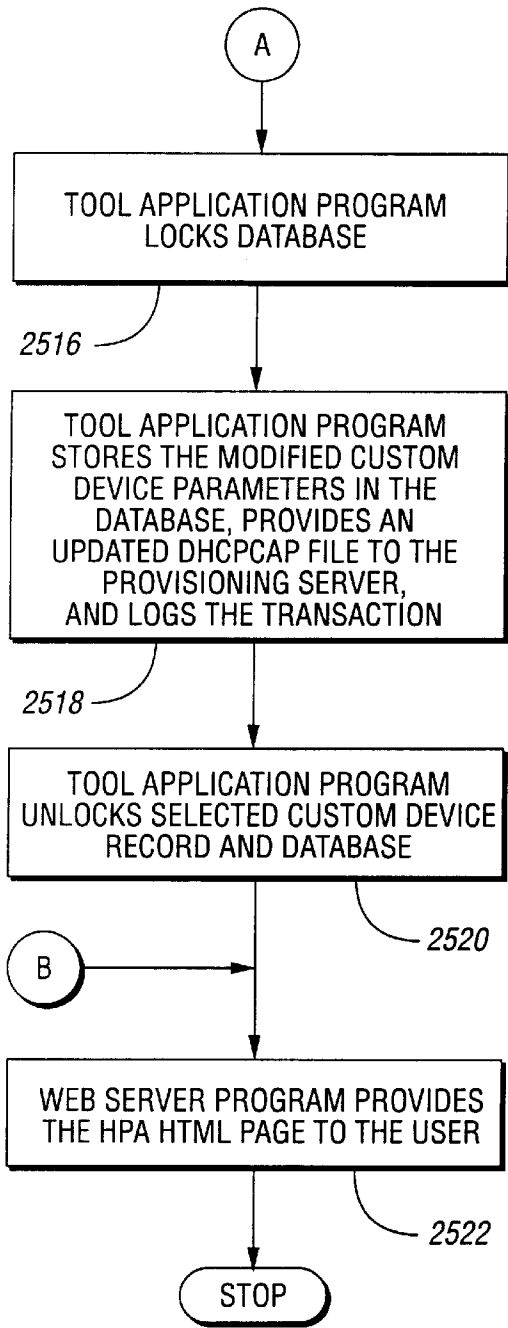 A
TOOL APPLICATION PROGRAM
LOCKS DATABASE
2516
TOOL APPLICATION PROGRAM
STORES THE MODIFIED CUSTOM
DEVICE PARAMETERS IN THE
DATABASE, PROVIDES AN
UPDATED DHCPCAP FILE TO THE
PROVISIONING SERVER,
AND LOGS THE TRANSACTION
2518
TOOL APPLICATION PROGRAM
UNLOCKS SELECTED CUSTOM DEVICE
RECORD AND DATABASE
2520
B
WEB SERVER PROGRAM PROVIDES
THE HPA HTML PAGE TO THE USER
2522
STOP